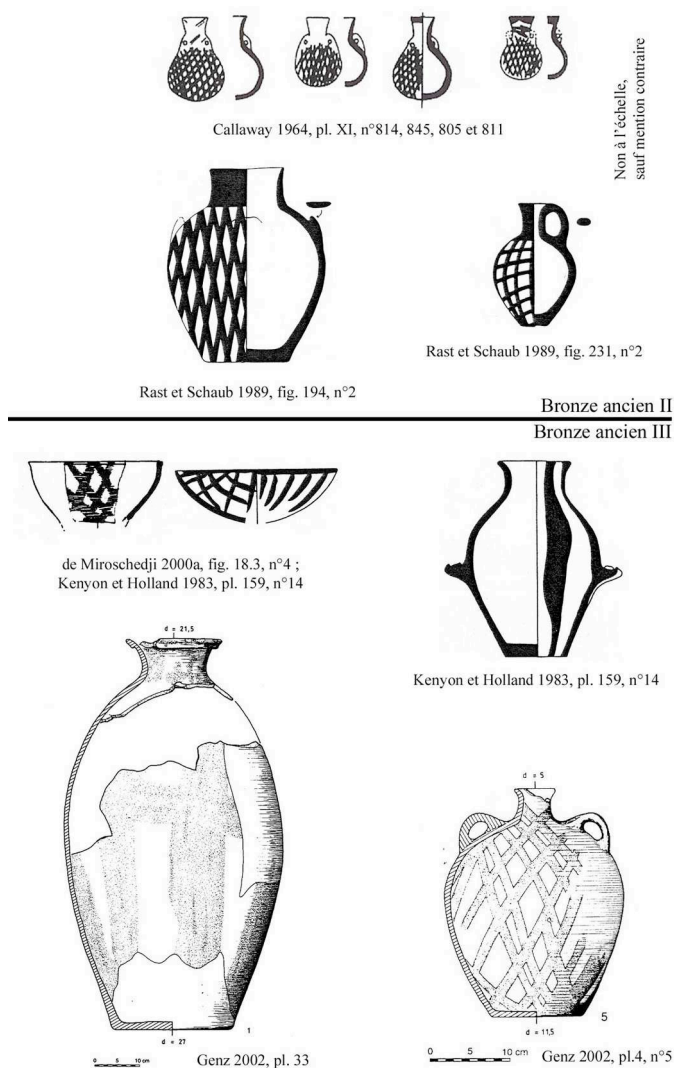 Callaway 1964, pl. XI, n°814, 845, 805 et 811
Non à l'échelle,
sauf mention contraire
Rast et Schaub 1989, fig. 194, n°2
Rast et Schaub 1989, fig. 231, n°2
Bronze ancien II
Bronze ancien III
de Miroschedji 2000a, fig. 18.3, n°4 ;
Kenyon et Holland 1983, pl. 159, n°14
Kenyon et Holland 1983, pl. 159, n°14
d = 21,5
d = 27
1
0 5 10 cm
Genz 2002, pl. 33
d = 5
d = 11,5
5
0 5 10 cm
Genz 2002, pl.4, n°5